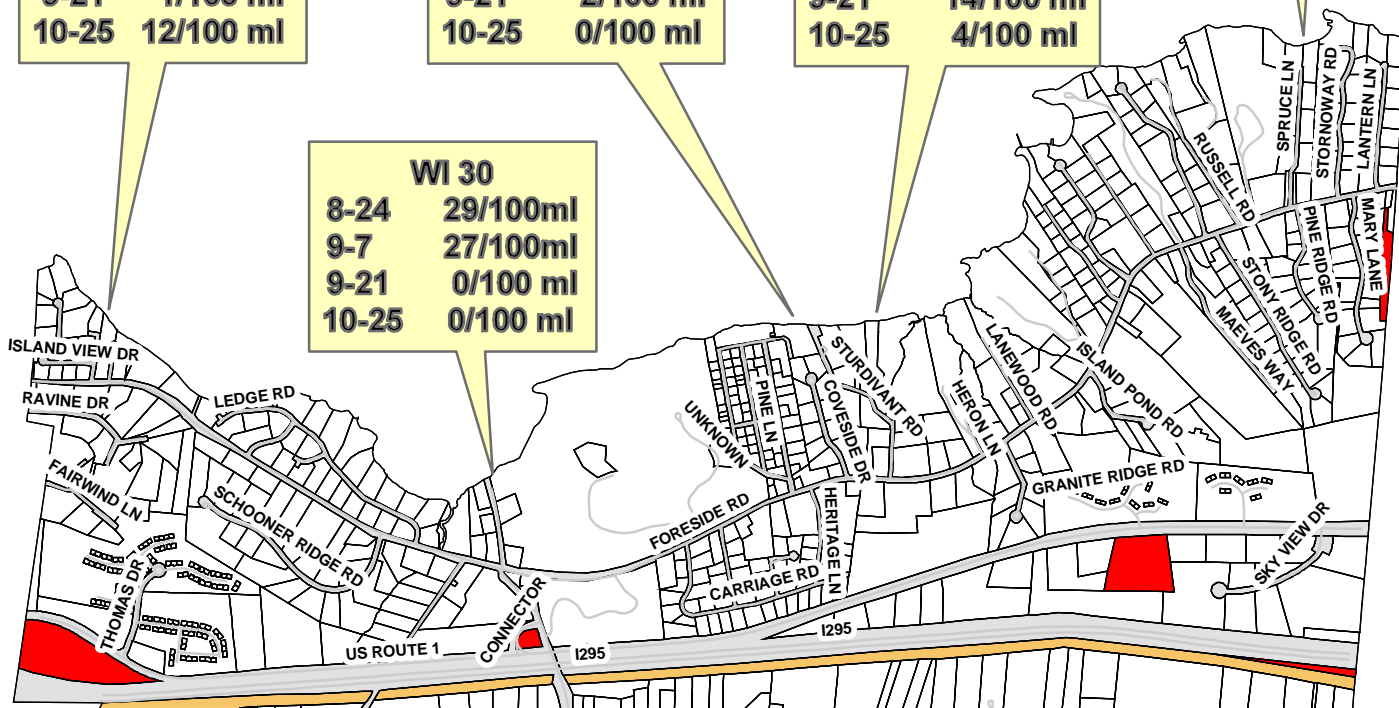 10-25 12/100 ml
10-25 0/100 ml
10-25 4/100 ml
WI 30
8-24 29/100ml
9-7 27/100ml
9-21 0/100 ml
10-25 0/100 ml
SPRUCE LN
STORNOWAY RD
LANTERN LN
RUSSELL RD
PINE RIDGE RD
MARY LANE
STONY RIDGE RD
MAEVES WAY
ISLAND VIEW DR
RAVINE DR
LEDGE RD
FAIRWIND LN
SCHOONER RIDGE RD
THOMAS DR
US ROUTE 1
CONNECTOR
I295
FORESIDE RD
UNKNOWN
PINE LN
COVESIDE DR
STURDIVANT RD
HERON LN
LANEWOOD RD
ISLAND POND RD
GRANITE RIDGE RD
HERITAGE LN
CARRIAGE RD
I295
SKY VIEW DR